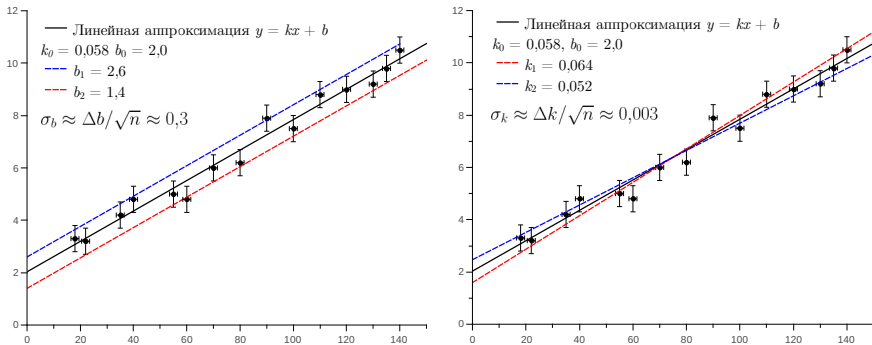 Линейная аппроксимация y = kx + b
k₀ = 0,058 b₀ = 2,0
b₁ = 2,6
b₂ = 1,4
σ_b ≈ Δb/√n ≈ 0,3
12
10
8
6
4
2
0
0 20 40 60 80 100 120 140
Линейная аппроксимация y = kx + b
k₀ = 0,058, b₀ = 2,0
k₁ = 0,064
k₂ = 0,052
σ_k ≈ Δk/√n ≈ 0,003
12
10
8
6
4
2
0
0 20 40 60 80 100 120 140